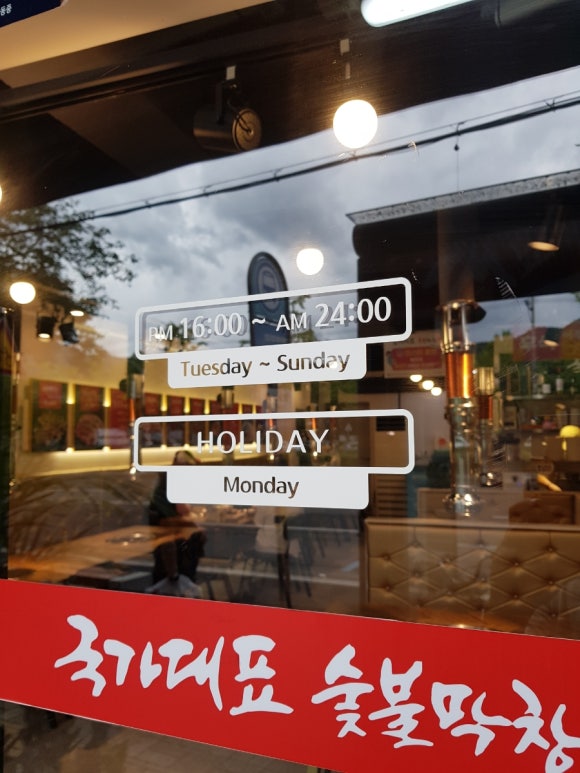 PM 16:00 ~ AM 24:00
Tuesday ~ Sunday
HOLIDAY
Monday
국가대표 숯불막창